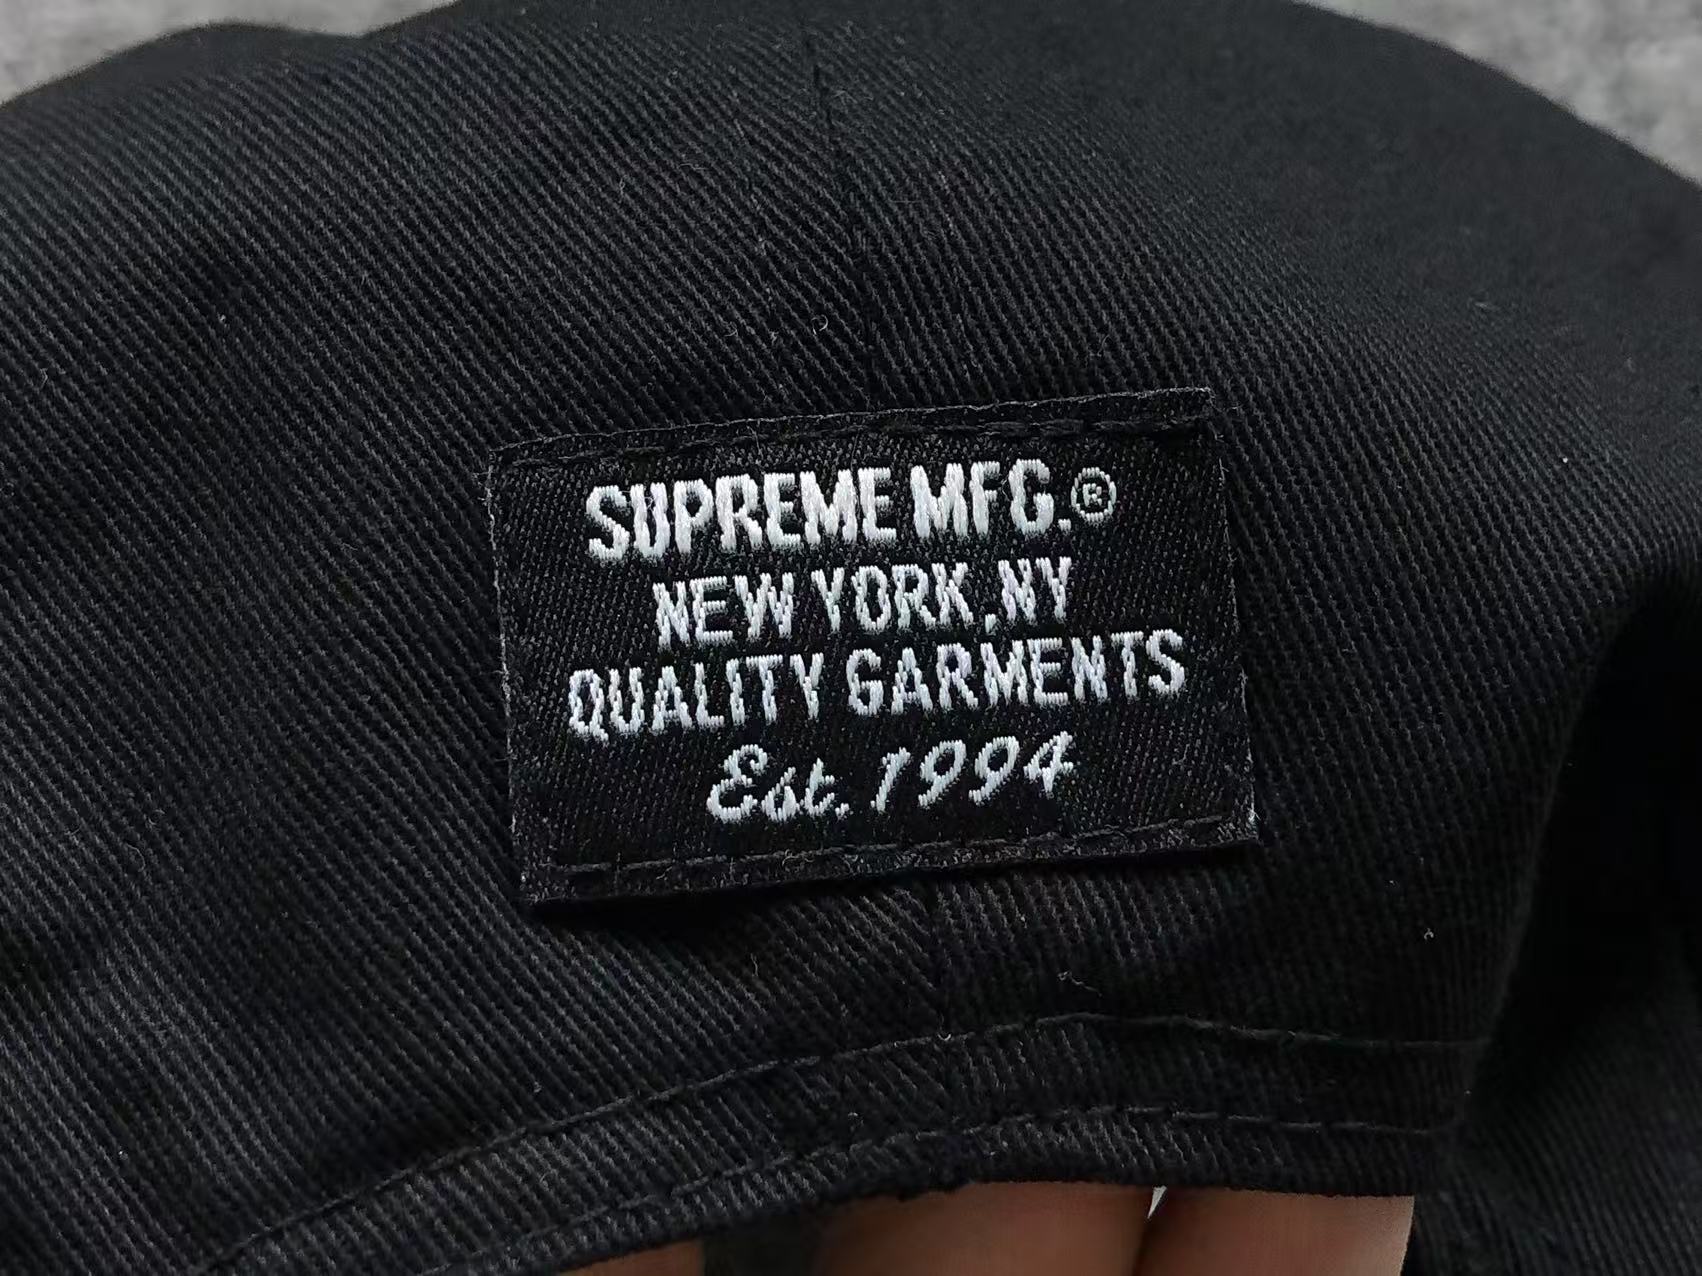 SUPREME MFG.®
NEW YORK, NY
QUALITY GARMENTS
Est. 1994